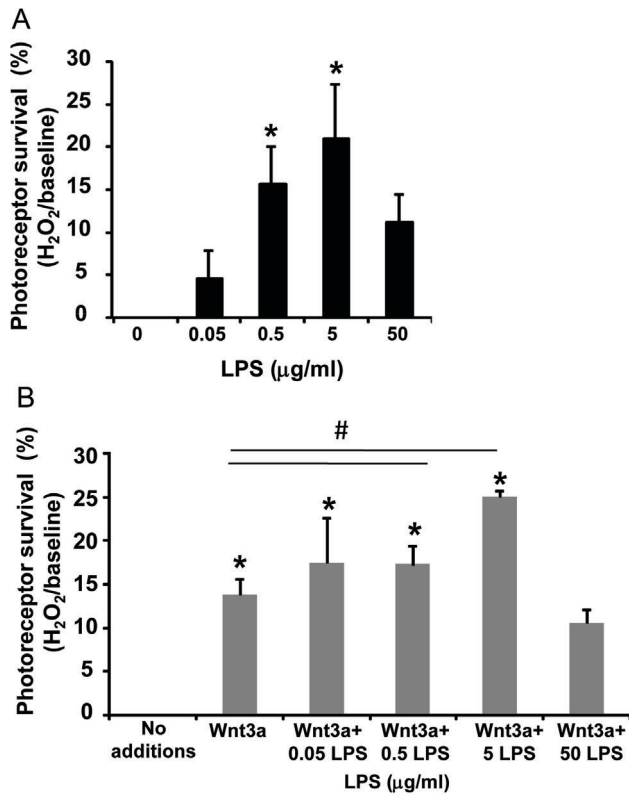 A
Photoreceptor survival (%)
(H₂O₂/baseline)
30
25
20
15
10
5
0
*
*
0 0.05 0.5 5 50
LPS (μg/ml)
B
Photoreceptor survival (%)
(H₂O₂/baseline)
30
25
20
15
10
5
0
#
*
*
*
*
No additions
Wnt3a
Wnt3a+ 0.05 LPS
Wnt3a+ 0.5 LPS
Wnt3a+ 5 LPS
Wnt3a+ 50 LPS
LPS (μg/ml)